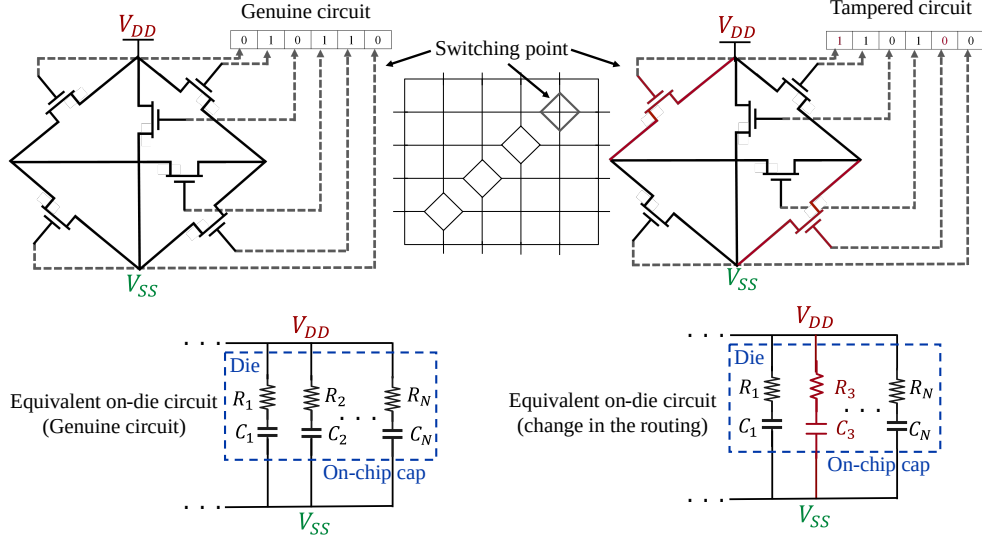 Genuine circuit
0 1 0 1 1 0
V_DD
V_SS
Switching point
Tampered circuit
1 1 0 1 0 0
V_DD
V_SS
Equivalent on-die circuit
(Genuine circuit)
. . .
V_DD
Die
R_1 R_2 R_N
. . .
C_1 C_2 C_N
On-chip cap
. . .
V_SS
Equivalent on-die circuit
(change in the routing)
. . .
V_DD
Die
R_1 R_3 R_N
. . .
C_1 C_3 C_N
On-chip cap
. . .
V_SS